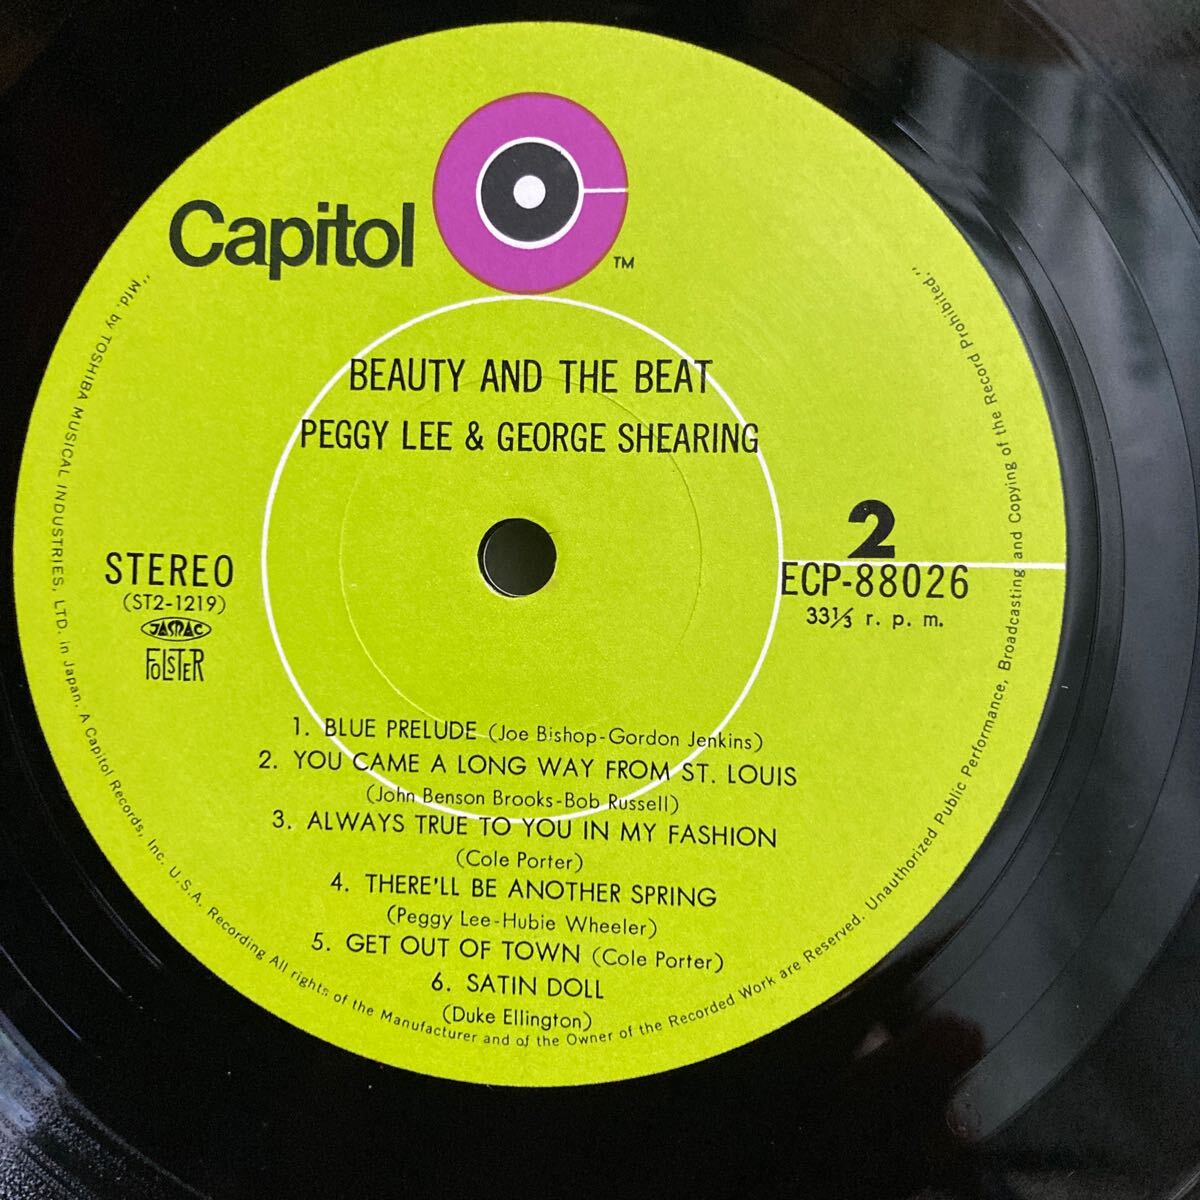 Capitol
TM
BEAUTY AND THE BEAT
PEGGY LEE & GEORGE SHEARING
STEREO
(ST2-1219)
JASRAC
FOLSTER
2
ECP-88026
33⅓ r. p. m.
1. BLUE PRELUDE (Joe Bishop-Gordon Jenkins)
2. YOU CAME A LONG WAY FROM ST. LOUIS
(John Benson Brooks-Bob Russell)
3. ALWAYS TRUE TO YOU IN MY FASHION
(Cole Porter)
4. THERE'LL BE ANOTHER SPRING
(Peggy Lee-Hubie Wheeler)
5. GET OUT OF TOWN (Cole Porter)
6. SATIN DOLL
(Duke Ellington)
"Mfd. by TOSHIBA MUSICAL INDUSTRIES, LTD. in Japan. A Capitol Records, Inc. U.S.A. Recording All rights of the Manufacturer and of the Owner of the Recorded Work are Reserved. Unauthorized Public Performance, Broadcasting and Copying of the Record Prohibited."